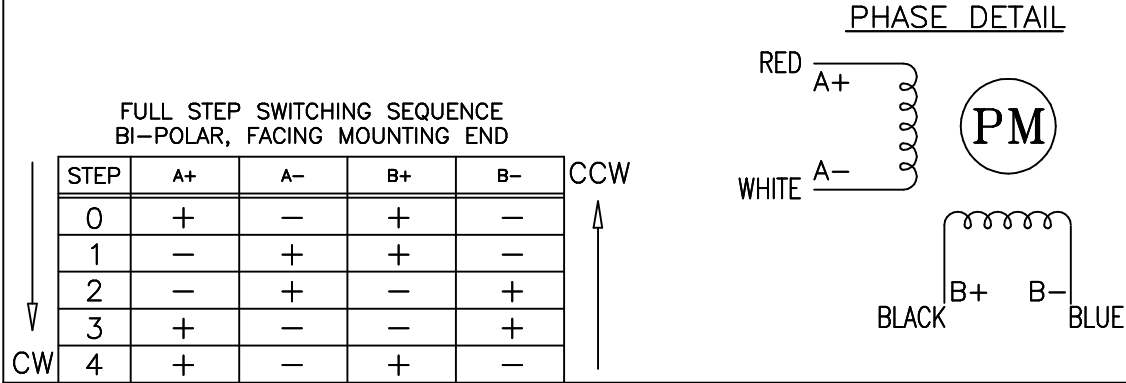 PHASE DETAIL
RED A+
PM
A- WHITE
B+ B-
BLACK BLUE
FULL STEP SWITCHING SEQUENCE
BI-POLAR, FACING MOUNTING END
STEP A+ A- B+ B- CCW
0 + - + -
1 - + + -
2 - + - +
3 + - - +
CW 4 + - + -